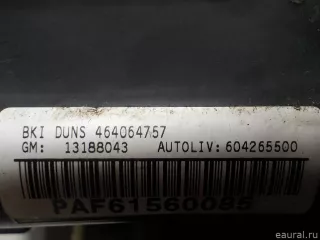 BKI DUNS 464064757
GM: 13188043 AUTOLIV: 604265500
PAF61560085
© eaural.ru